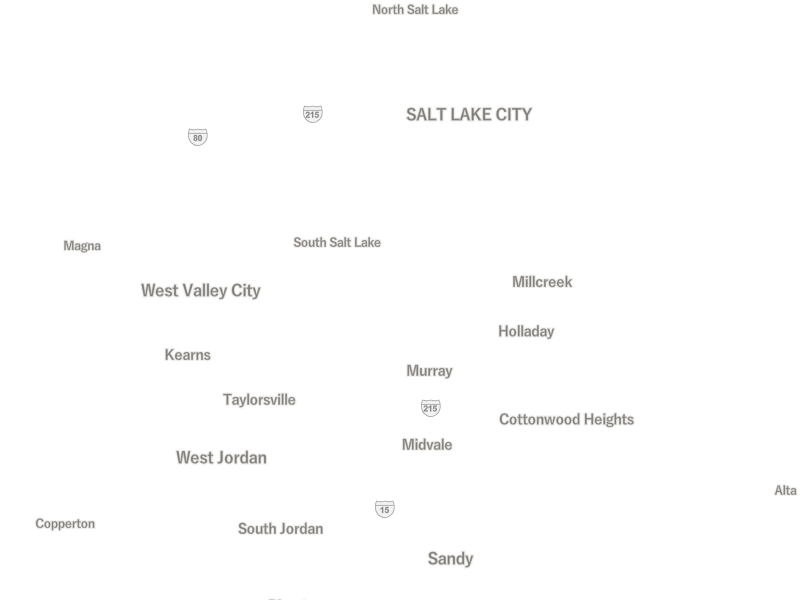 North Salt Lake
215
SALT LAKE CITY
80
South Salt Lake
Magna
Millcreek
West Valley City
Holladay
Kearns
Murray
Taylorsville
215
Cottonwood Heights
Midvale
West Jordan
Alta
15
Copperton
South Jordan
Sandy